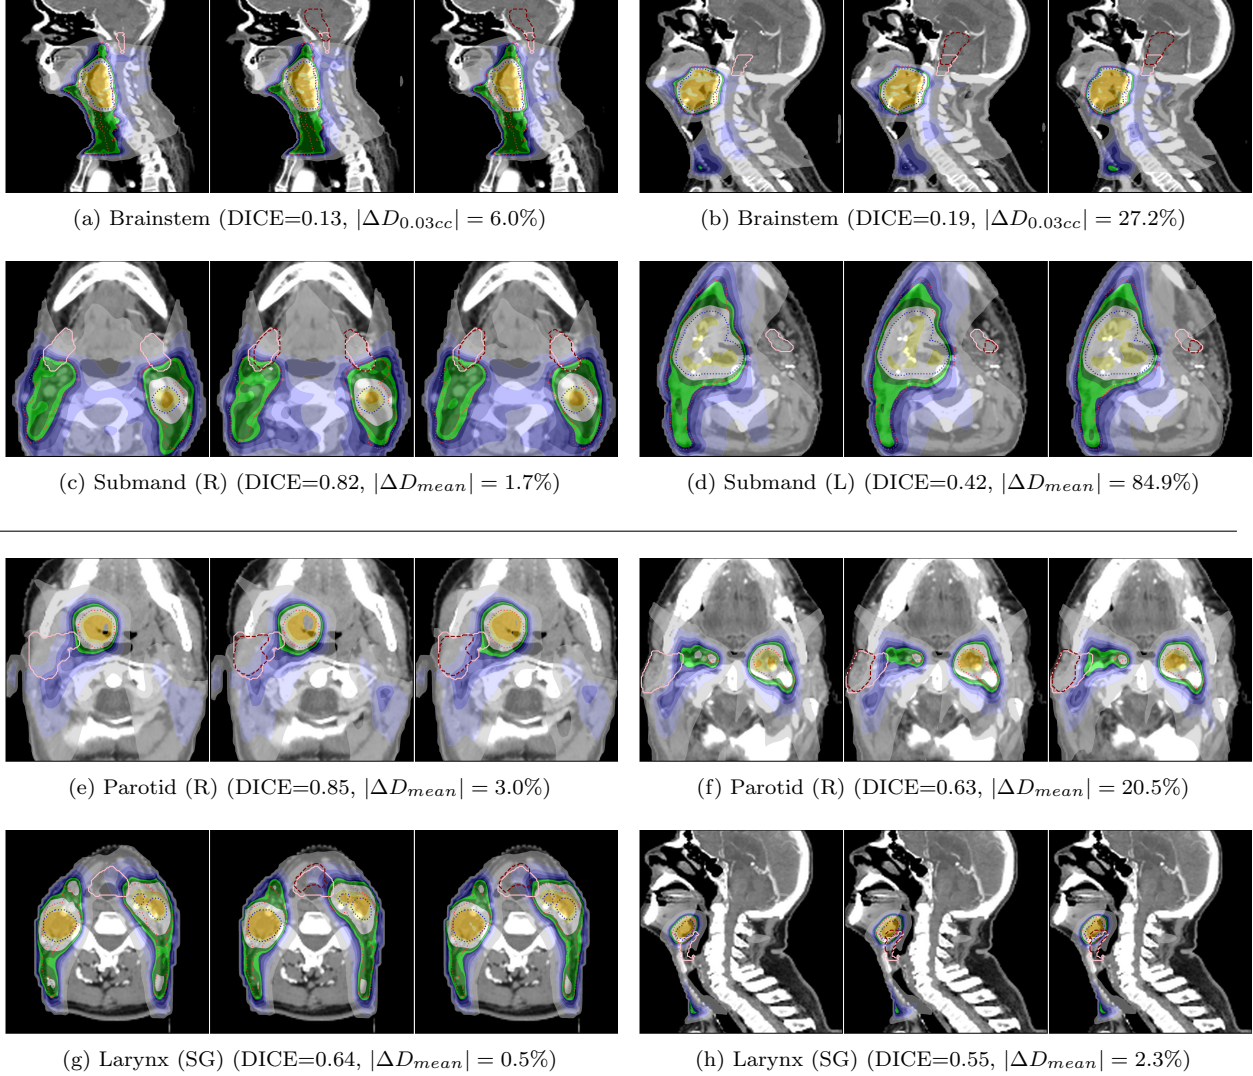 (a) Brainstem (DICE=0.13, |ΔD0.03cc| = 6.0%)
(b) Brainstem (DICE=0.19, |ΔD0.03cc| = 27.2%)
(c) Submand (R) (DICE=0.82, |ΔDmean| = 1.7%)
(d) Submand (L) (DICE=0.42, |ΔDmean| = 84.9%)
(e) Parotid (R) (DICE=0.85, |ΔDmean| = 3.0%)
(f) Parotid (R) (DICE=0.63, |ΔDmean| = 20.5%)
(g) Larynx (SG) (DICE=0.64, |ΔDmean| = 0.5%)
(h) Larynx (SG) (DICE=0.55, |ΔDmean| = 2.3%)